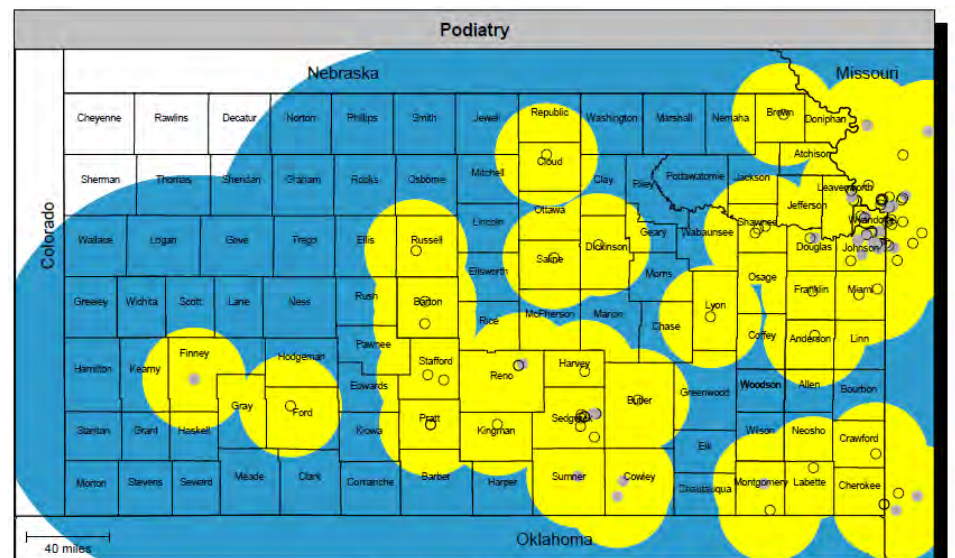 Podiatry
Nebraska
Missouri
Cheyenne Rawlins Decatur Norton Phillips Smith Jewell Republic Washington Marshall Nemaha Brown Doniphan
Atchison
Sherman Thomas Sheridan Graham Rooks Osborne Mitchell Cloud Clay Riley Pottawatomie Jackson Jefferson Leavenworth
Wyandotte
Colorado
Wallace Logan Gove Trego Ellis Russell Lincoln Ottawa Dickinson Geary Wabaunsee Shawnee Douglas Johnson
Ellsworth Saline Morris Osage
Greeley Wichita Scott Lane Ness Rush Barton Rice McPherson Marion Chase Lyon Franklin Miami
Coffey Anderson Linn
Hamilton Kearny Finney Hodgeman Pawnee Stafford Reno Harvey
Gray Ford Edwards Sedgwick Butler Greenwood Woodson Allen Bourbon
Stanton Grant Haskell Kiowa Pratt Kingman Elk Wilson Neosho Crawford
Morton Stevens Seward Meade Clark Comanche Barber Harper Sumner Cowley Chautauqua Montgomery Labette Cherokee
40 miles
Oklahoma